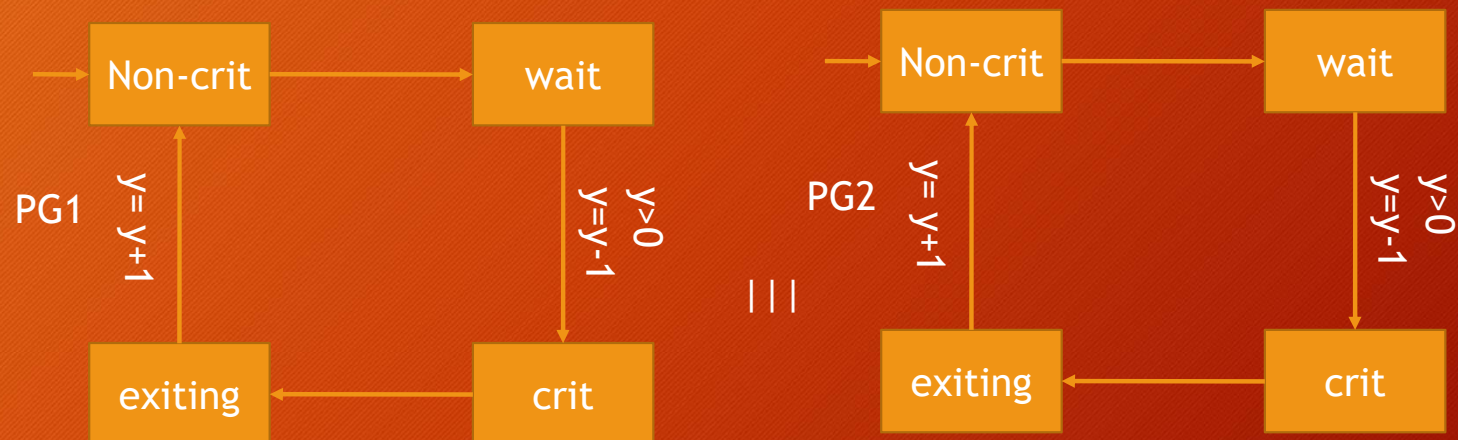 Non-crit
wait
PG1
y= y+1
y>0
y=y-1
exiting
crit
|||
Non-crit
wait
PG2
y= y+1
y>0
y=y-1
exiting
crit